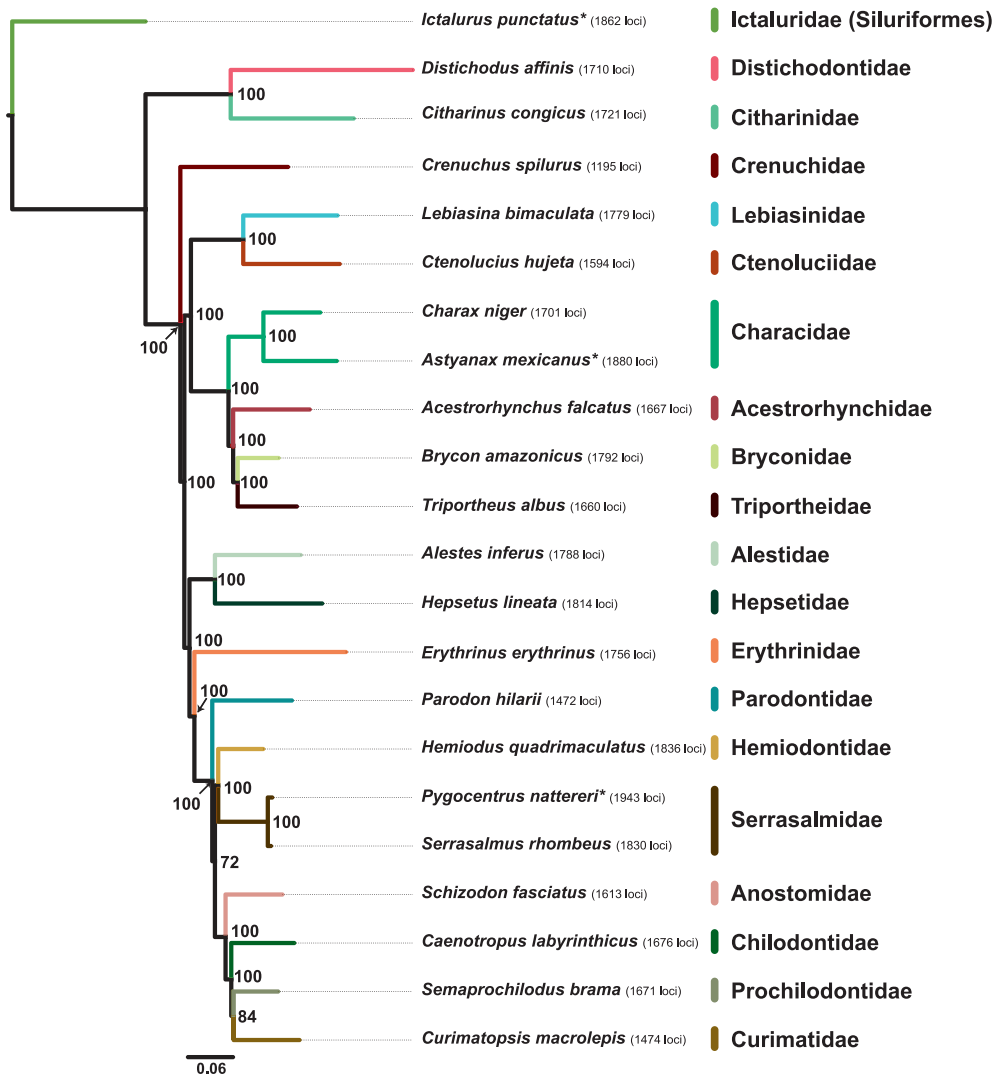 Ictalurus punctatus* (1862 loci) Ictaluridae (Siluriformes)
Distichodus affinis (1710 loci) Distichodontidae
100
Citharinus congicus (1721 loci) Citharinidae
Crenuchus spilurus (1195 loci) Crenuchidae
Lebiasina bimaculata (1779 loci) Lebiasinidae
100
Ctenolucius hujeta (1594 loci) Ctenoluciidae
Charax niger (1701 loci)
100
100
Characidae
100
Astyanax mexicanus* (1880 loci)
100
Acestrorhynchus falcatus (1667 loci) Acestrorhynchidae
100
Brycon amazonicus (1792 loci) Bryconidae
100
100
Triportheus albus (1660 loci) Triportheidae
Alestes inferus (1788 loci) Alestidae
100
Hepsetus lineata (1814 loci) Hepsetidae
100
Erythrinus erythrinus (1756 loci) Erythrinidae
100
Parodon hilarii (1472 loci) Parodontidae
Hemiodus quadrimaculatus (1836 loci) Hemiodontidae
100
Pygocentrus nattereri* (1943 loci)
100
100
Serrasalmidae
Serrasalmus rhombeus (1830 loci)
72
Schizodon fasciatus (1613 loci) Anostomidae
100
Caenotropus labyrinthicus (1676 loci) Chilodontidae
100
Semaprochilodus brama (1671 loci) Prochilodontidae
84
Curimatopsis macrolepis (1474 loci) Curimatidae
0.06